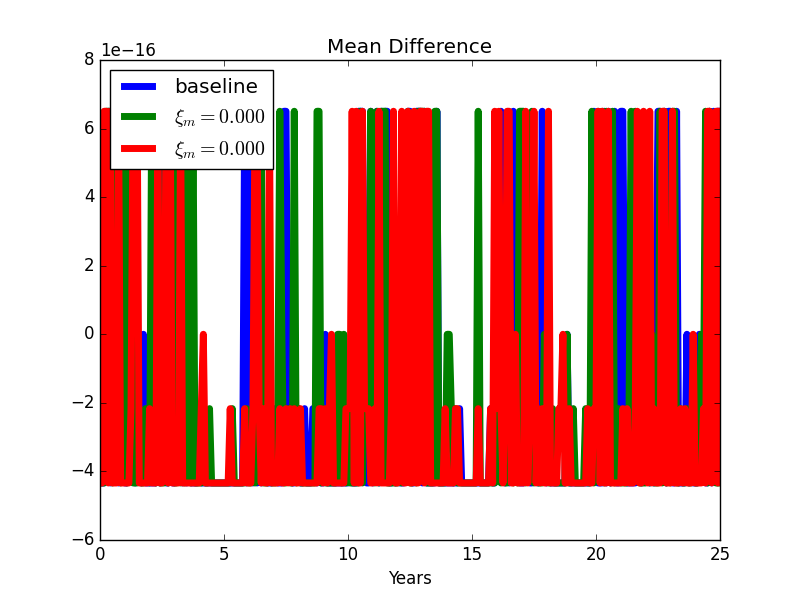 Mean Difference
1e−16
8
6
4
2
0
−2
−4
−6
baseline
ξₘ = 0.000
ξₘ = 0.000
0 5 10 15 20 25
Years